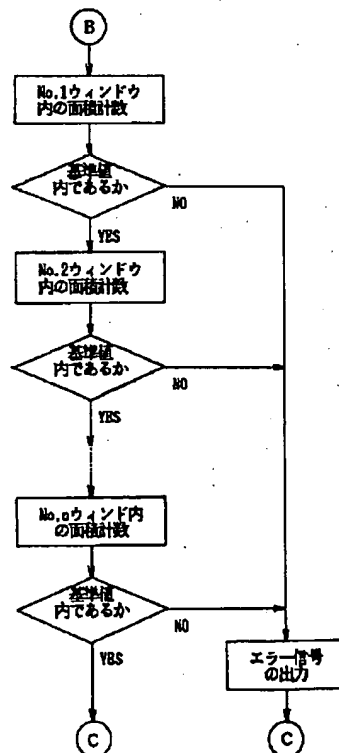 B
No.1ウィンドウ
内の面積計数
基準値
内であるか
NO
YES
No.2ウィンドウ
内の面積計数
基準値
内であるか
NO
YES
No.nウィンド内
の面積計数
基準値
内であるか
NO
YES
エラー信号
の出力
C
C